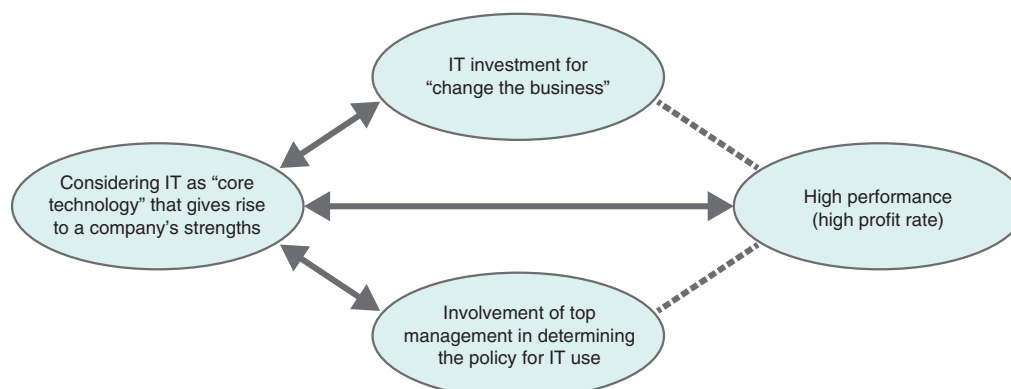 IT investment for
“change the business”
Considering IT as “core
technology” that gives rise
to a company’s strengths
High performance
(high profit rate)
Involvement of top
management in determining
the policy for IT use